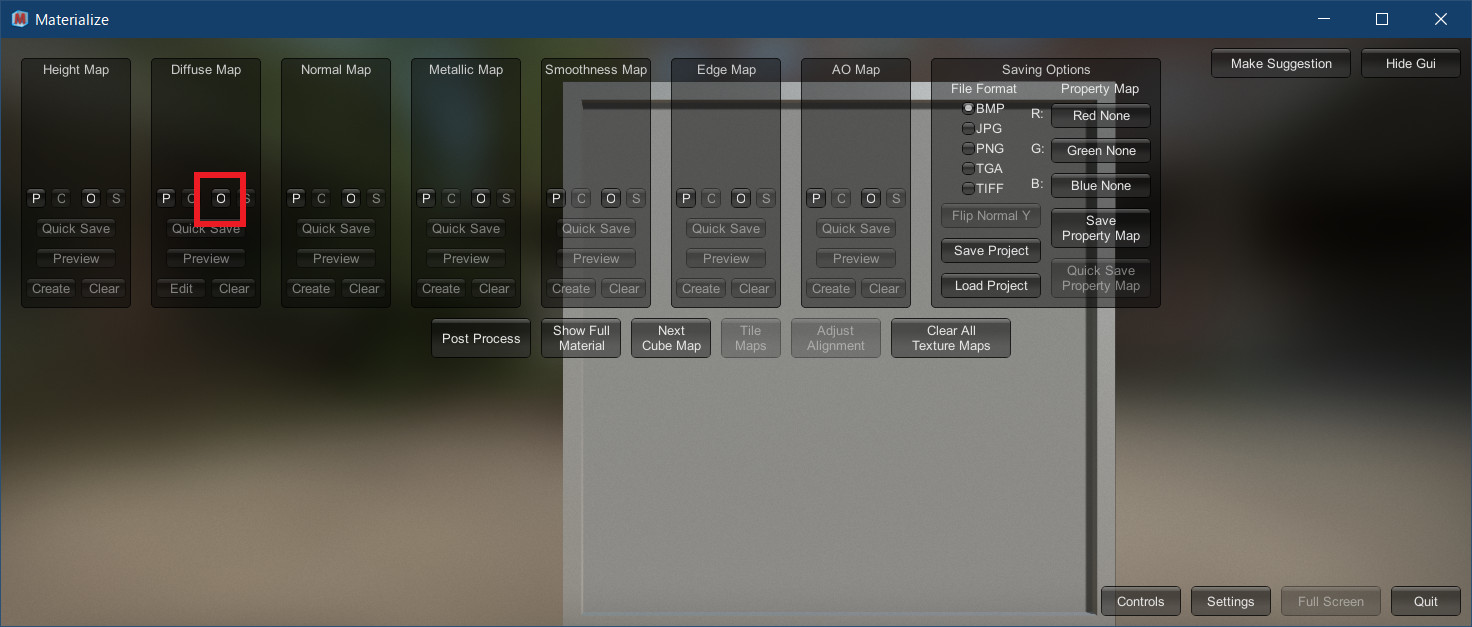 Materialize
Height Map
Diffuse Map
Normal Map
Metallic Map
Smoothness Map
Edge Map
AO Map
Saving Options
Make Suggestion
Hide Gui
File Format
Property Map
BMP
JPG
PNG
TGA
TIFF
R:
Red None
G:
Green None
B:
Blue None
P C O S
P C O S
P C O S
P C O S
P C O S
P C O S
P C O S
Quick Save
Quick Save
Quick Save
Quick Save
Quick Save
Quick Save
Quick Save
Preview
Preview
Preview
Preview
Preview
Preview
Preview
Create Clear
Edit Clear
Create Clear
Create Clear
Create Clear
Create Clear
Create Clear
Flip Normal Y
Save Project
Load Project
Save
Property Map
Quick Save
Property Map
Post Process
Show Full
Material
Next
Cube Map
Tile
Maps
Adjust
Alignment
Clear All
Texture Maps
Controls
Settings
Full Screen
Quit